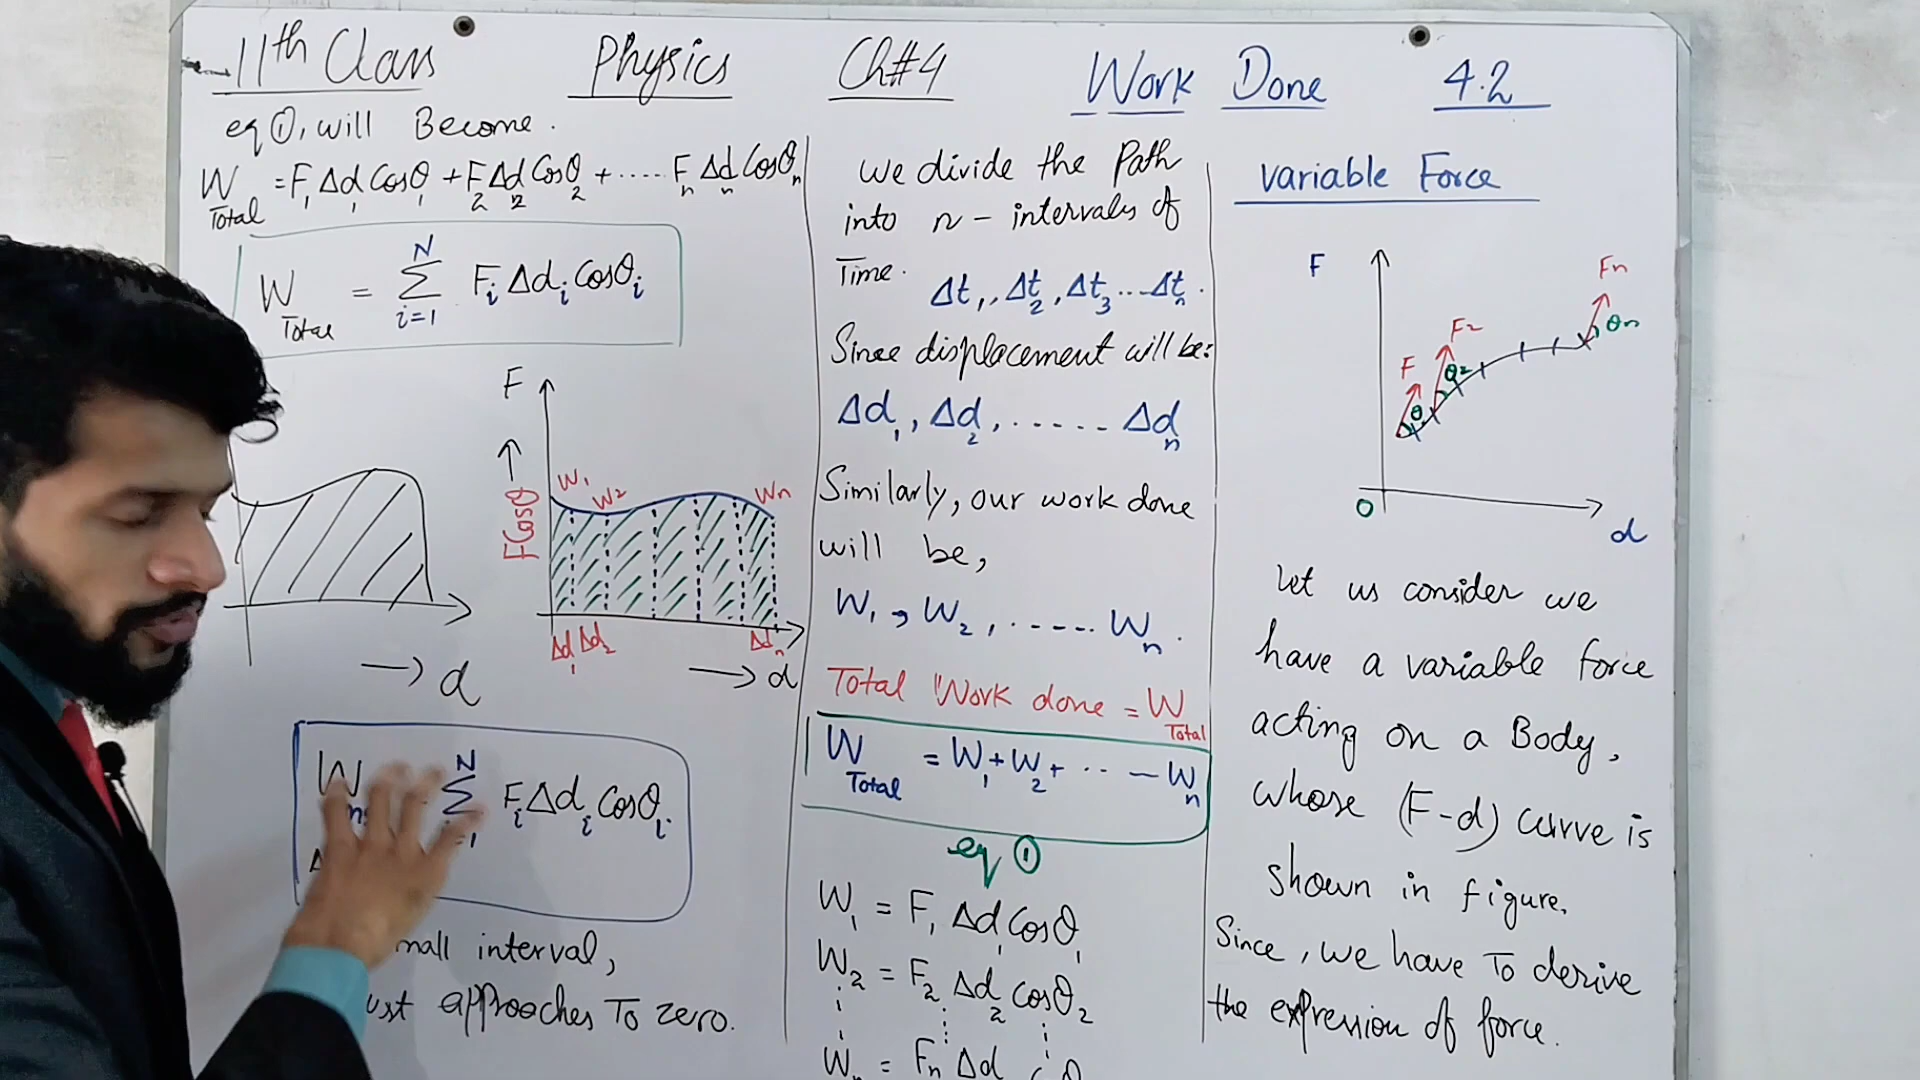 11th Class Physics Ch#4 Work Done 4.2
eq ①, will Become.
W Total = F₁ Δd₁ Cosθ₁ + F₂ Δd₂ Cosθ₂ + ..... Fₙ Δdₙ Cosθₙ
W Total = Σ N i=1 Fᵢ Δdᵢ Cosθᵢ
F
FCosθ
W₁ W₂ Wn
Δd₁ Δd₂ Δdₙ
→ d
→ d
W Σ N Fᵢ Δdᵢ Cosθᵢ.
interval,
approaches To zero.
we divide the Path
into n - intervals of
Time. Δt₁, Δt₂, Δt₃ ... Δtₙ.
Since displacement will be:
Δd₁, Δd₂, ...... Δdₙ
Similarly, our work done
will be,
W₁, W₂, ...... Wₙ.
Total Work done = W Total
W Total = W₁ + W₂ + .. — Wₙ
eq ①
W₁ = F₁ Δd₁ Cosθ₁
W₂ = F₂ Δd₂ Cosθ₂
Wₙ = Fₙ Δd
variable Force
F
Fn
θn
F₂
θ₂
F
θ
O
d
let us consider we
have a variable force
acting on a Body,
whose (F-d) curve is
shown in figure.
Since, we have To derive
the expression of force.